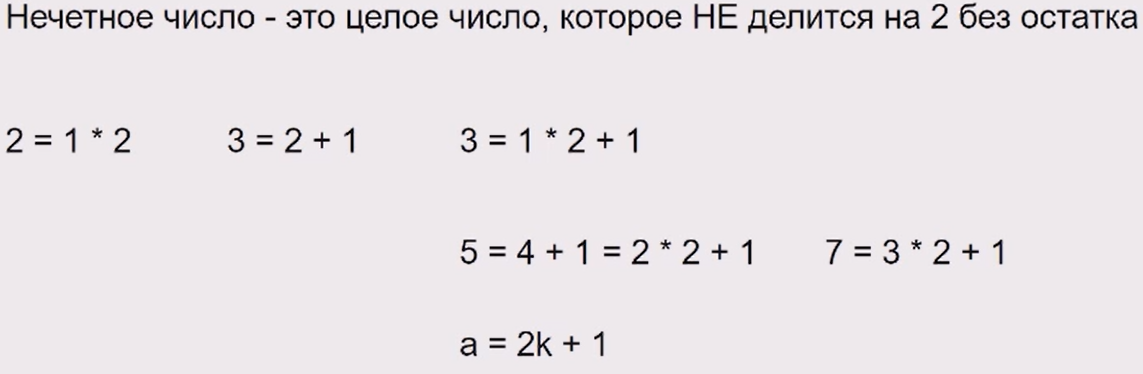 Нечетное число - это целое число, которое НЕ делится на 2 без остатка
2 = 1 * 2 3 = 2 + 1 3 = 1 * 2 + 1
5 = 4 + 1 = 2 * 2 + 1 7 = 3 * 2 + 1
a = 2k + 1